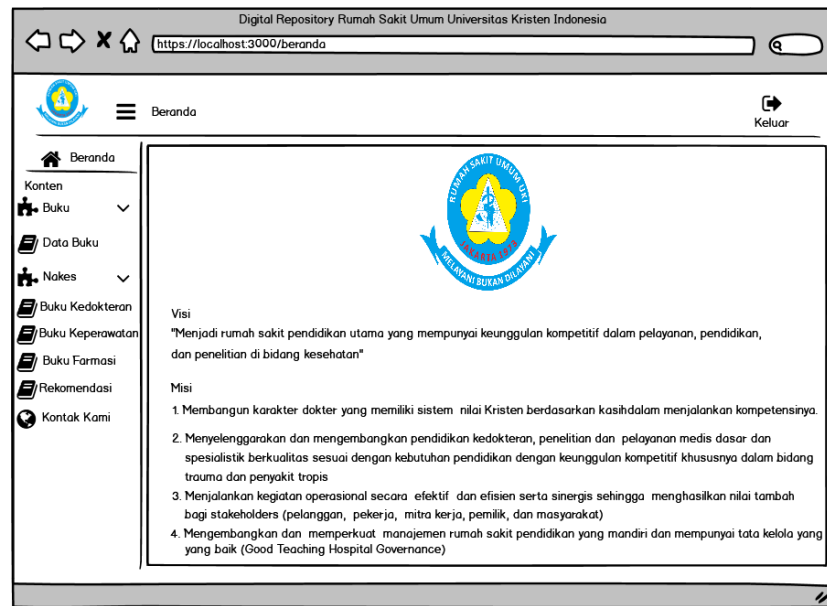 Digital Repository Rumah Sakit Umum Universitas Kristen Indonesia
https://localhost:3000/beranda
Beranda
Keluar
Beranda
Konten
Buku
Data Buku
Nakes
Buku Kedokteran
Buku Keperawatan
Buku Farmasi
Rekomendasi
Kontak Kami
RUMAH SAKIT UMUM UKI
JAKARTA 1973
MELAYANI BUKAN DILAYANI
Visi
"Menjadi rumah sakit pendidikan utama yang mempunyai keunggulan kompetitif dalam pelayanan, pendidikan,
dan penelitian di bidang kesehatan"
Misi
1. Membangun karakter dokter yang memiliki sistem nilai Kristen berdasarkan kasihdalam menjalankan kompetensinya.
2. Menyelenggarakan dan mengembangkan pendidikan kedokteran, penelitian dan pelayanan medis dasar dan
spesialistik berkualitas sesuai dengan kebutuhan pendidikan dengan keunggulan kompetitif khususnya dalam bidang
trauma dan penyakit tropis
3. Menjalankan kegiatan operasional secara efektif dan efisien serta sinergis sehingga menghasilkan nilai tambah
bagi stakeholders (pelanggan, pekerja, mitra kerja, pemilik, dan masyarakat)
4. Mengembangkan dan memperkuat manajemen rumah sakit pendidikan yang mandiri dan mempunyai tata kelola yang
yang baik (Good Teaching Hospital Governance)